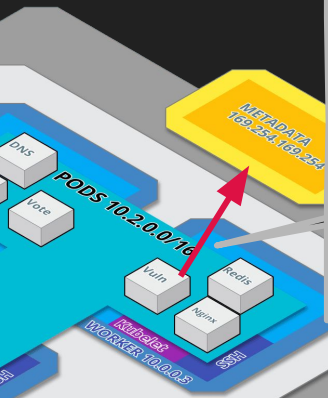 METADATA
169.254.169.254
DNS
PODS 10.2.0.0/16
Vote
Vuln
Redis
Nginx
Kubelet
WORKER 10.0.0.3
SSH